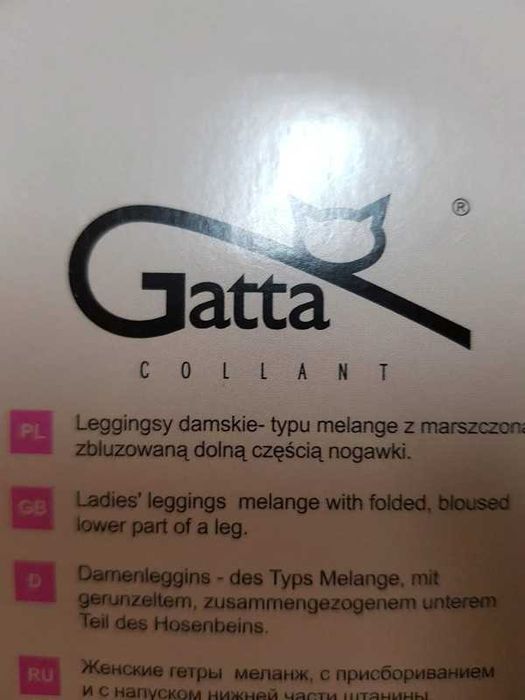 Gatta ®
COLLANT
PL Leggingsy damskie- typu melange z marszczoną
zbluzowaną dolną częścią nogawki.
GB Ladies' leggings melange with folded, bloused
lower part of a leg.
D Damenleggins - des Typs Melange, mit
gerunzeltem, zusammengezogenem unterem
Teil des Hosenbeins.
RU Женские гетры меланж, с присбориванием
и с напуском нижней части штанины.